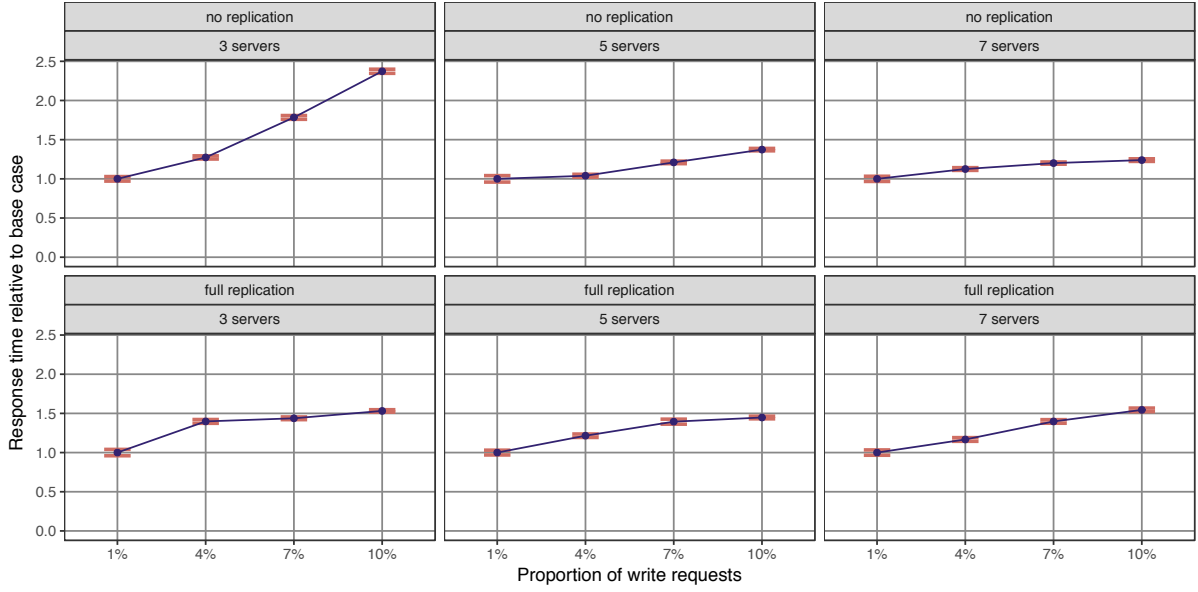 no replication no replication no replication
3 servers 5 servers 7 servers
2.5
2.0
1.5
1.0
0.5
0.0
full replication full replication full replication
3 servers 5 servers 7 servers
2.5
2.0
1.5
1.0
0.5
0.0
1% 4% 7% 10% 1% 4% 7% 10% 1% 4% 7% 10%
Proportion of write requests
Response time relative to base case